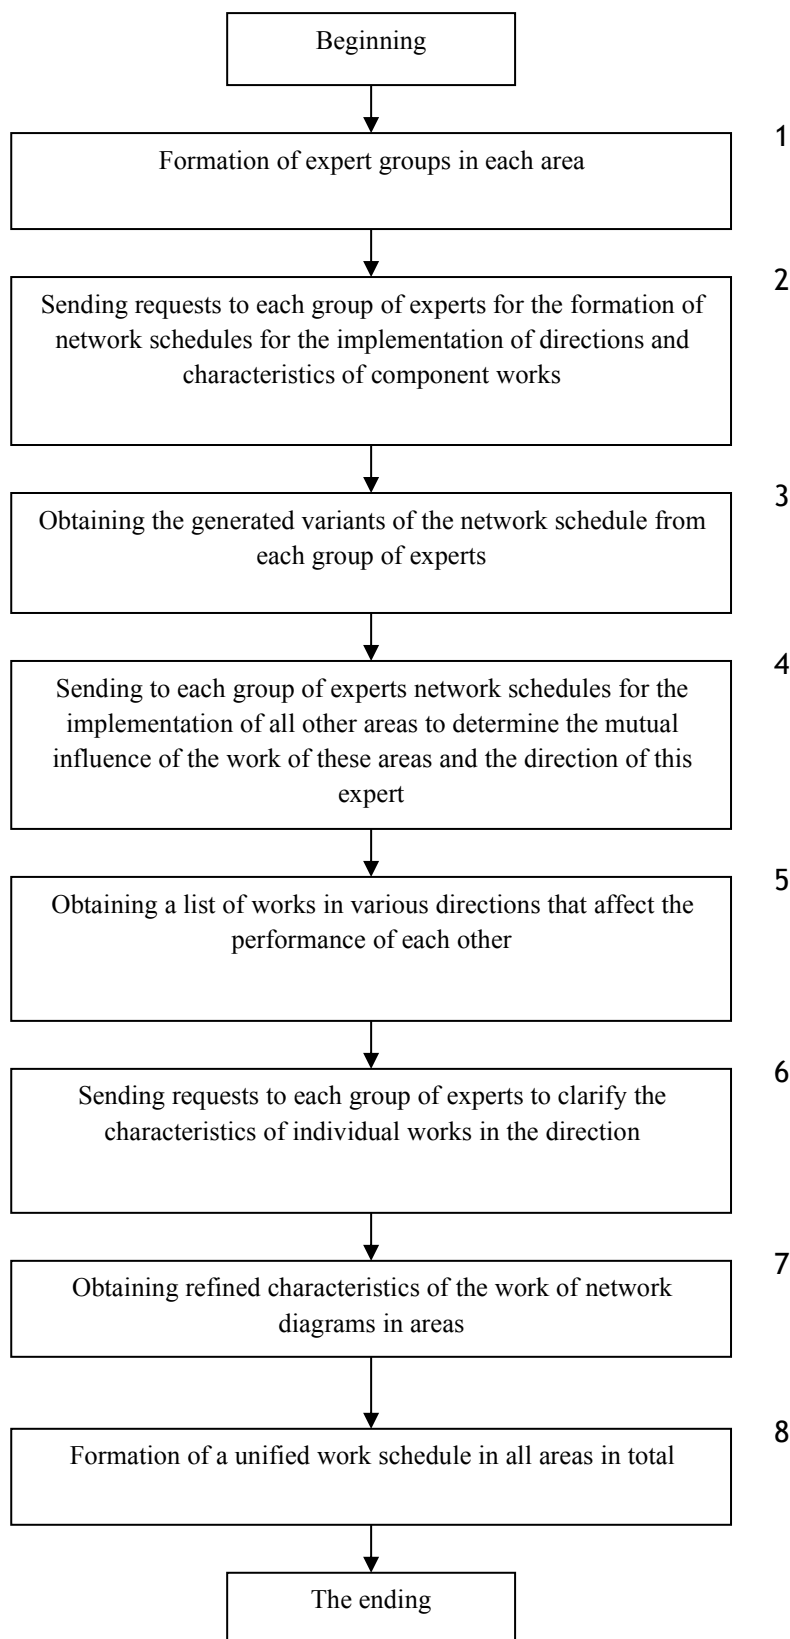 Beginning
1
Formation of expert groups in each area
2
Sending requests to each group of experts for the formation of
network schedules for the implementation of directions and
characteristics of component works
3
Obtaining the generated variants of the network schedule from
each group of experts
4
Sending to each group of experts network schedules for the
implementation of all other areas to determine the mutual
influence of the work of these areas and the direction of this
expert
5
Obtaining a list of works in various directions that affect the
performance of each other
6
Sending requests to each group of experts to clarify the
characteristics of individual works in the direction
7
Obtaining refined characteristics of the work of network
diagrams in areas
8
Formation of a unified work schedule in all areas in total
The ending